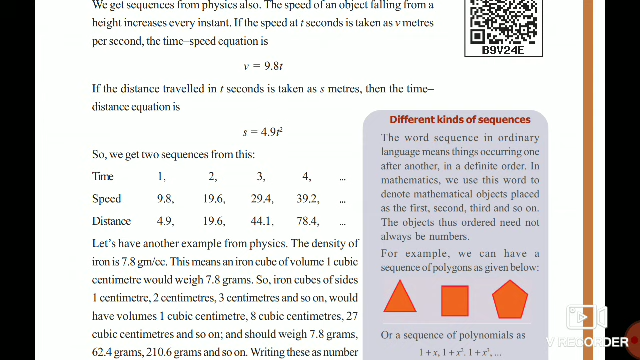 We get sequences from physics also. The speed of an object falling from
a height increases every instant. If the speed at t seconds is taken as v metres
per second, the time–speed equation is
v = 9.8t
If the distance travelled in t seconds is taken as s metres, then the time–
distance equation is
s = 4.9t²
So, we get two sequences from this:
Time 1, 2, 3, 4, ...
Speed 9.8, 19.6, 29.4, 39.2, ...
Distance 4.9, 19.6, 44.1, 78.4, ...
Let's have another example from physics. The density of
iron is 7.8 gm/cc. This means an iron cube of volume 1 cubic
centimetre would weigh 7.8 grams. So, iron cubes of sides
1 centimetre, 2 centimetres, 3 centimetres and so on, would
have volumes 1 cubic centimetre, 8 cubic centimetres, 27
cubic centimetres and so on; and should weigh 7.8 grams,
62.4 grams, 210.6 grams and so on. Writing these as number
B9V24E
Different kinds of sequences
The word sequence in ordinary
language means things occurring one
after another, in a definite order. In
mathematics, we use this word to
denote mathematical objects placed
as the first, second, third and so on.
The objects thus ordered need not
always be numbers.
For example, we can have a
sequence of polygons as given below:
Or a sequence of polynomials as
1 + x, 1 + x², 1 + x³, ...
V RECORDER